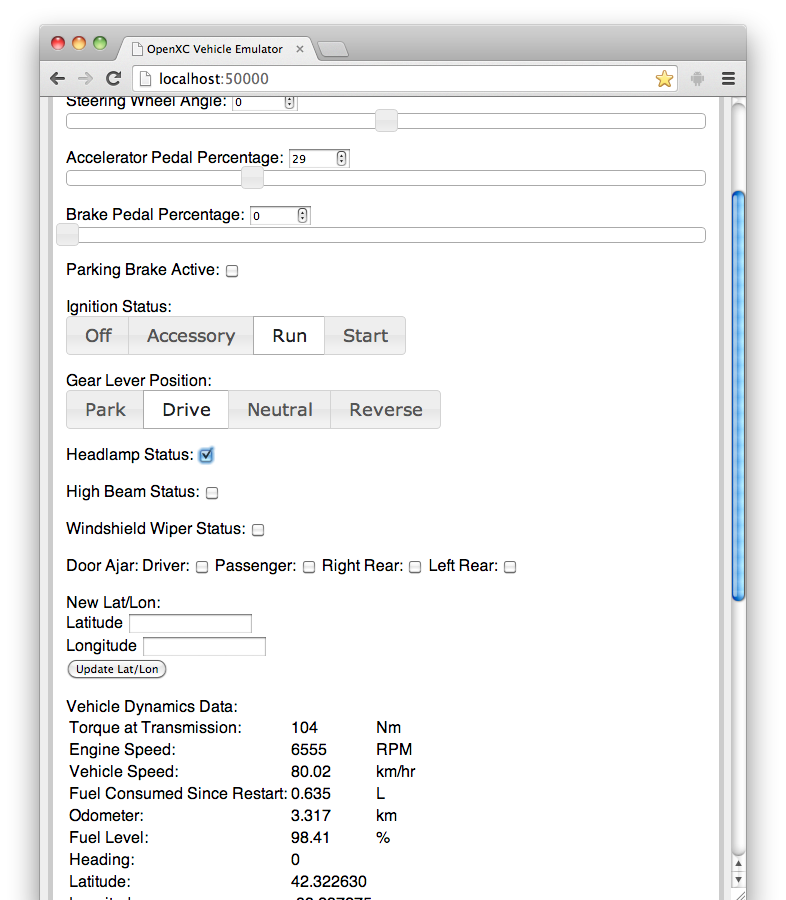 OpenXC Vehicle Emulator
localhost:50000
Steering Wheel Angle: 0
Accelerator Pedal Percentage: 29
Brake Pedal Percentage: 0
Parking Brake Active:
Ignition Status:
Off Accessory Run Start
Gear Lever Position:
Park Drive Neutral Reverse
Headlamp Status:
High Beam Status:
Windshield Wiper Status:
Door Ajar: Driver: Passenger: Right Rear: Left Rear:
New Lat/Lon:
Latitude
Longitude
Update Lat/Lon
Vehicle Dynamics Data:
Torque at Transmission: 104 Nm
Engine Speed: 6555 RPM
Vehicle Speed: 80.02 km/hr
Fuel Consumed Since Restart: 0.635 L
Odometer: 3.317 km
Fuel Level: 98.41 %
Heading: 0
Latitude: 42.322630